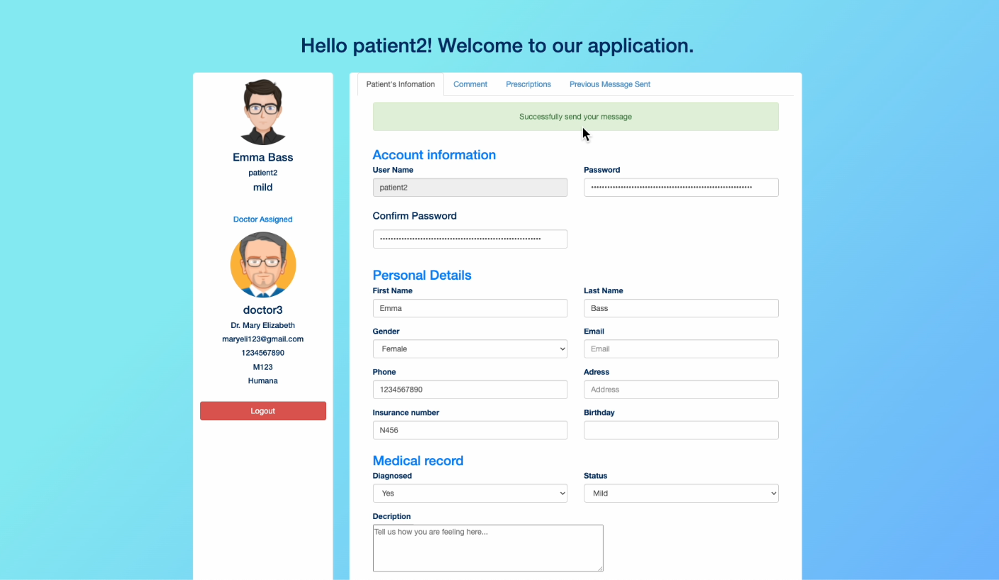 Hello patient2! Welcome to our application.
Emma Bass
patient2
mild
Doctor Assigned
doctor3
Dr. Mary Elizabeth
maryeli123@gmail.com
1234567890
M123
Humana
Logout
Patient's Infomation Comment Prescriptions Previous Message Sent
Successfully send your message
Account information
User Name Password
patient2
Confirm Password
Personal Details
First Name Last Name
Emma Bass
Gender Email
Female Email
Phone Adress
1234567890 Address
Insurance number Birthday
N456
Medical record
Diagnosed Status
Yes Mild
Decription
Tell us how you are feeling here...